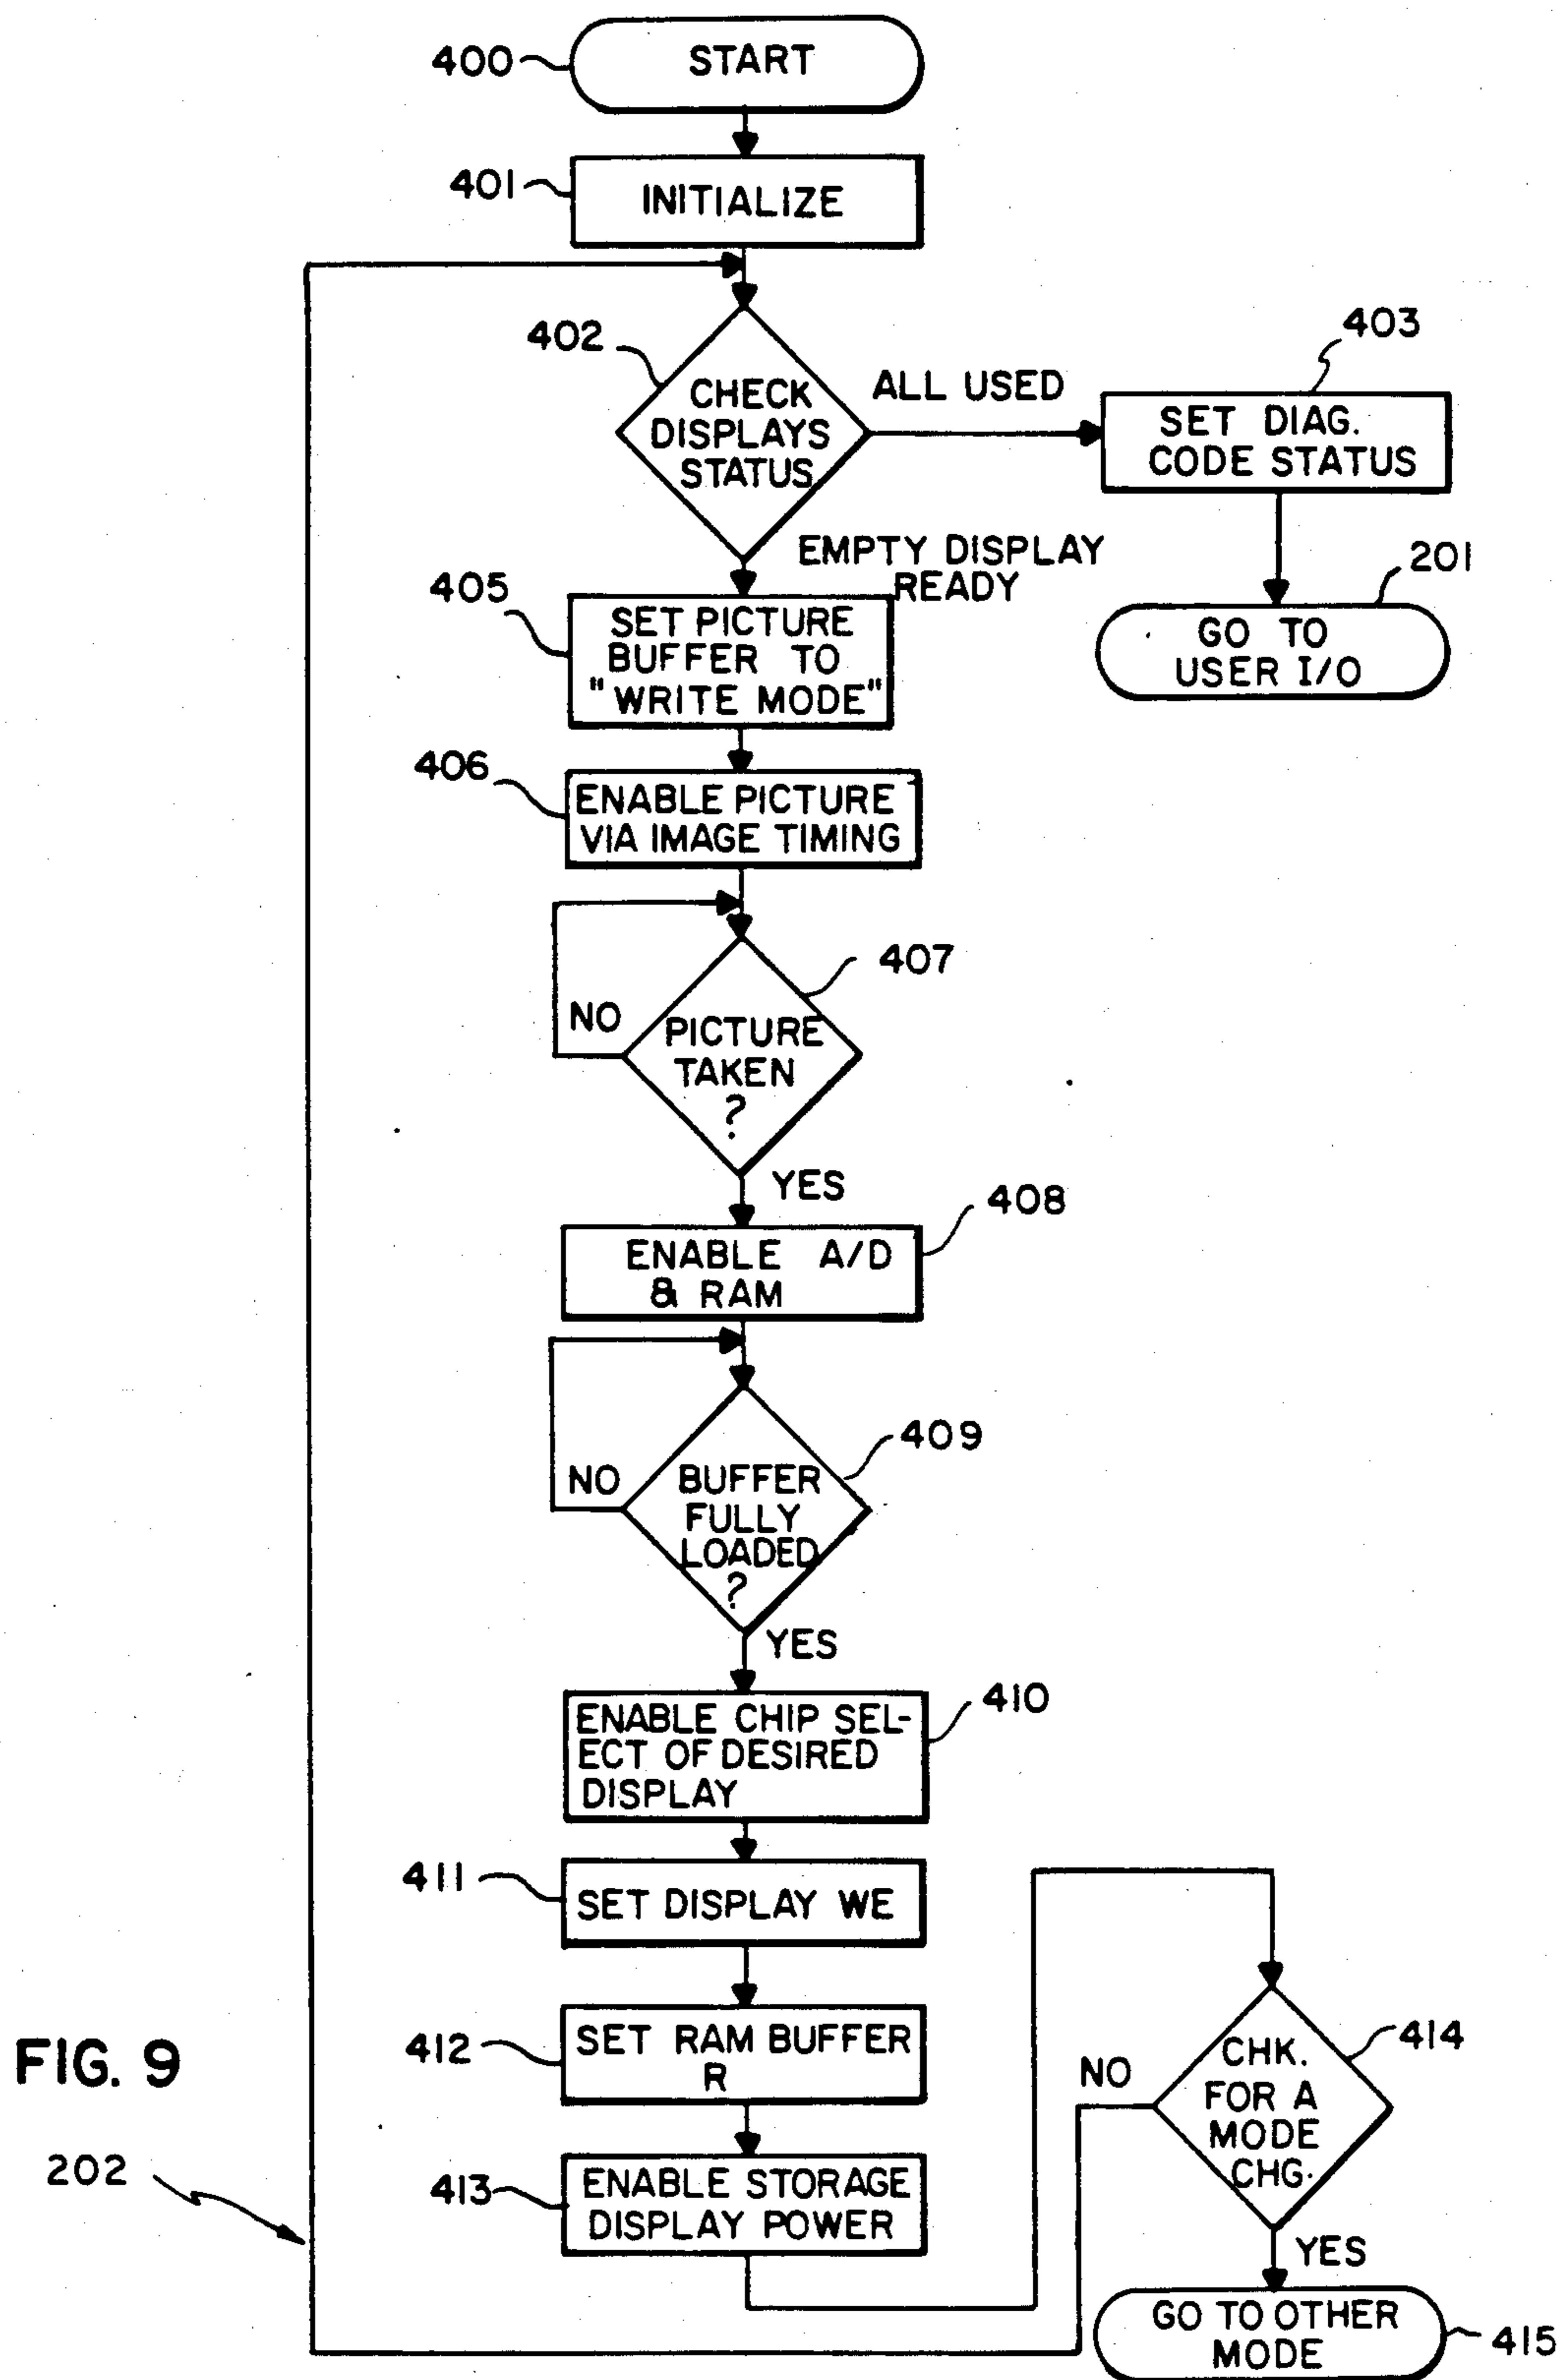 400
START
401
INITIALIZE
402
CHECK
DISPLAYS
STATUS
ALL USED
403
SET DIAG.
CODE STATUS
EMPTY DISPLAY
READY
201
GO TO
USER I/O
405
SET PICTURE
BUFFER TO
"WRITE MODE"
406
ENABLE PICTURE
VIA IMAGE TIMING
407
NO
PICTURE
TAKEN
?
YES
408
ENABLE A/D
& RAM
409
NO
BUFFER
FULLY
LOADED
?
YES
410
ENABLE CHIP SEL-
ECT OF DESIRED
DISPLAY
411
SET DISPLAY WE
412
SET RAM BUFFER
R
413
ENABLE STORAGE
DISPLAY POWER
414
NO
CHK.
FOR A
MODE
CHG.
YES
GO TO OTHER
MODE
415
FIG. 9
202